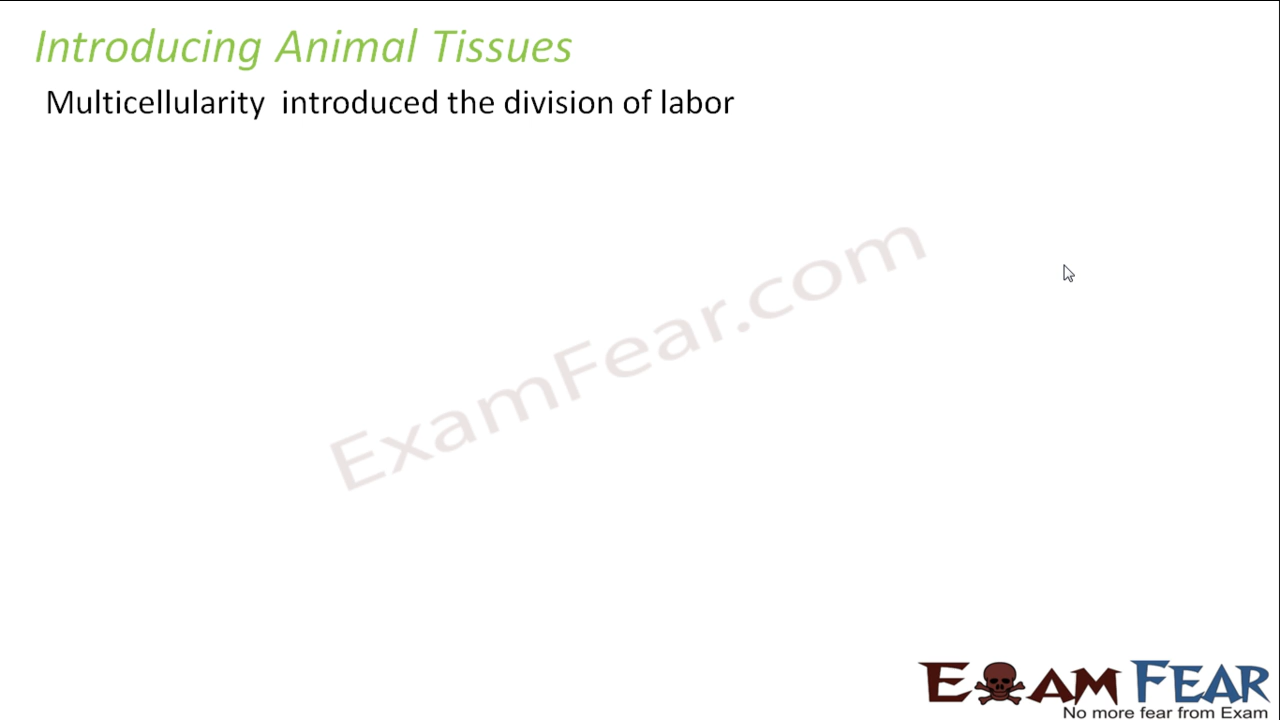 Introducing Animal Tissues
Multicellularity introduced the division of labor
ExamFear.com
EXAM FEAR
No more fear from Exam